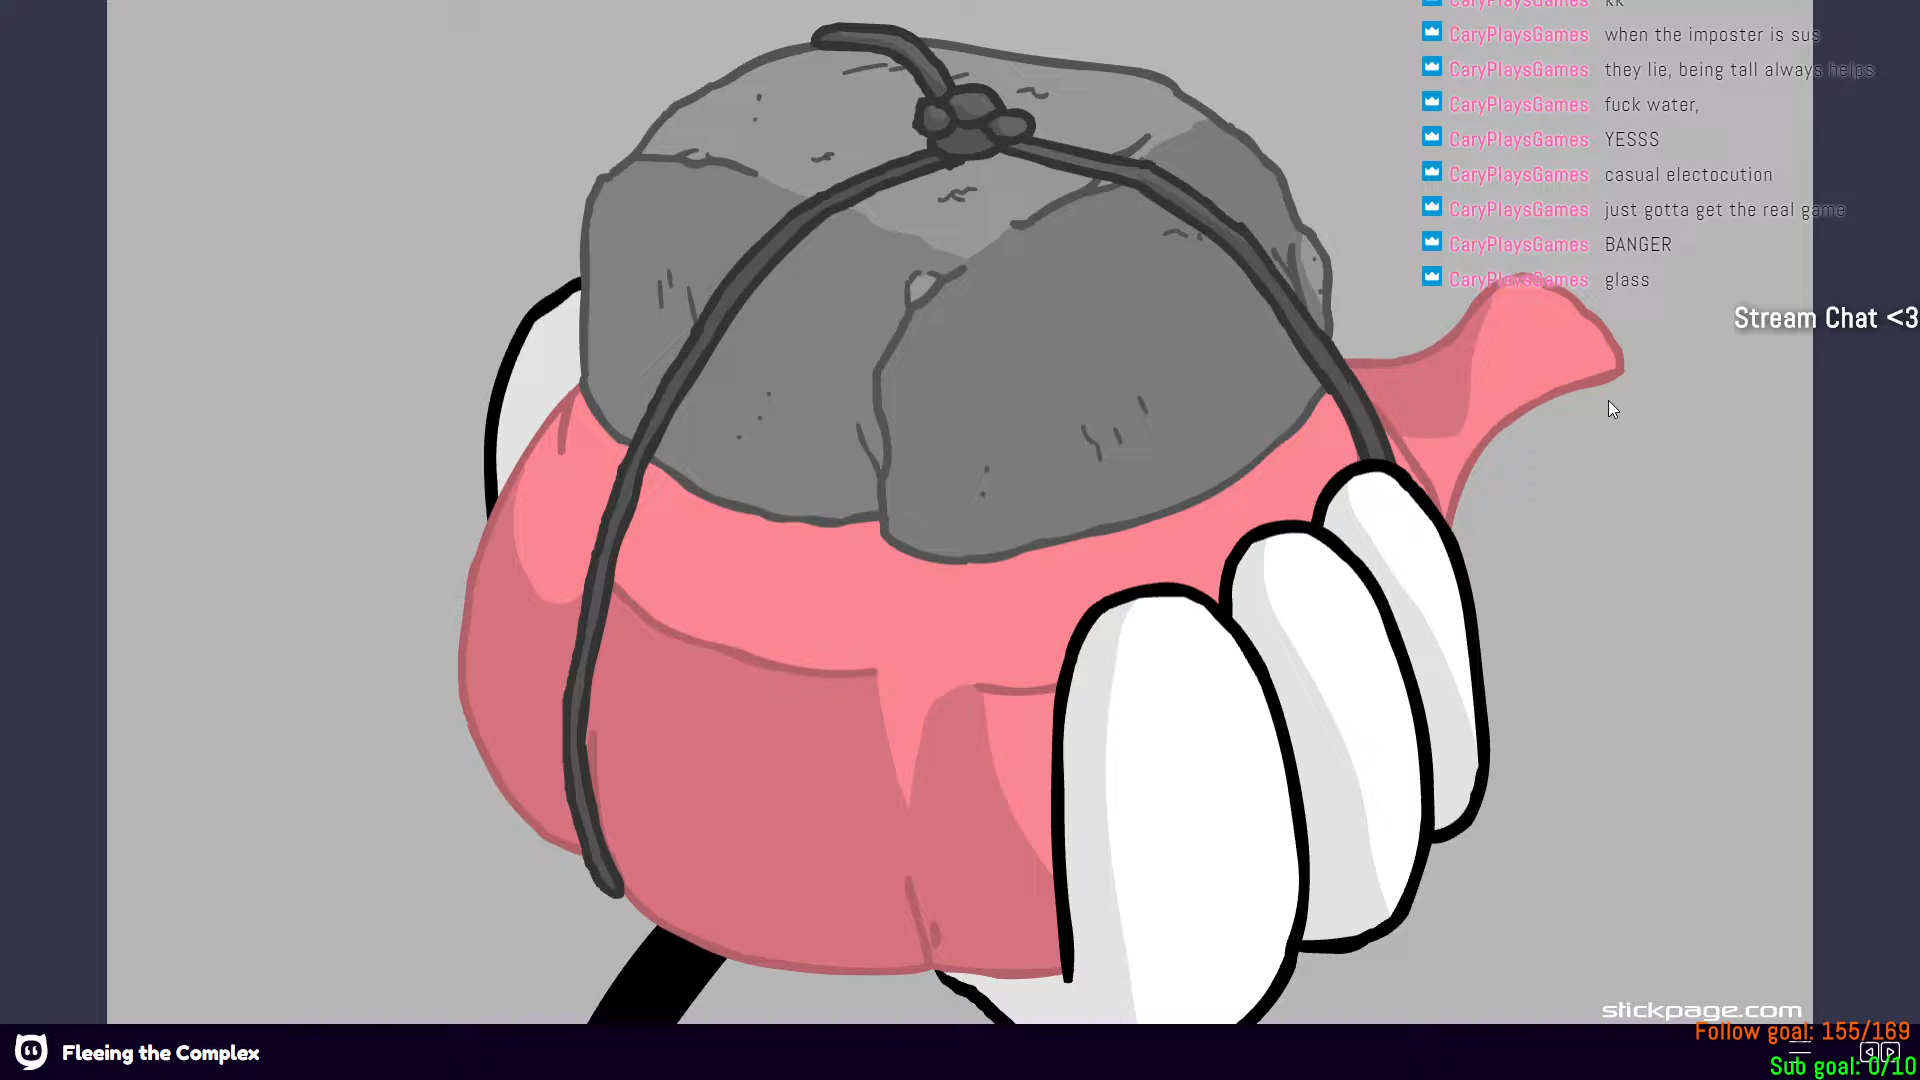 CaryPlaysGames kk
CaryPlaysGames when the imposter is sus
CaryPlaysGames they lie, being tall always helps
CaryPlaysGames fuck water,
CaryPlaysGames YESSS
CaryPlaysGames casual electocution
CaryPlaysGames just gotta get the real game
CaryPlaysGames BANGER
CaryPlaysGames glass
Stream Chat <3
stickpage.com
Follow goal: 155/169
Fleeing the Complex
Sub goal: 0/10